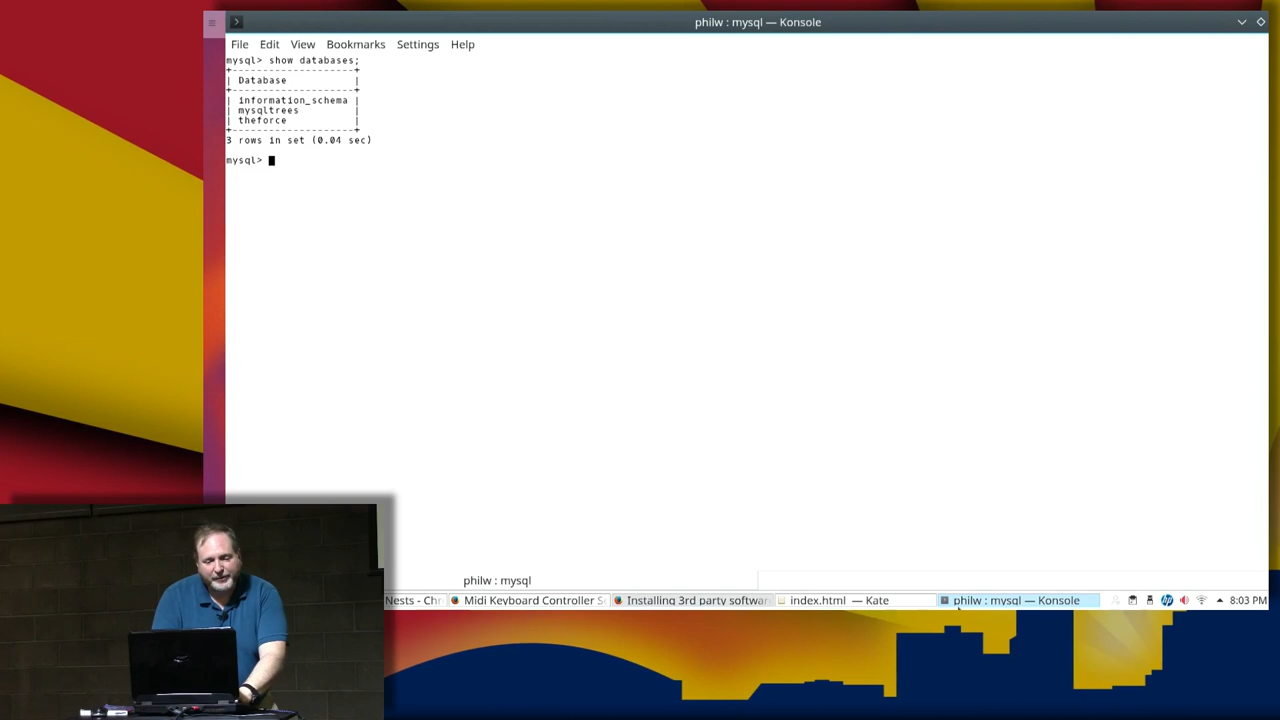 philw : mysql — Konsole
File Edit View Bookmarks Settings Help
mysql> show databases;
+--------------------+
| Database           |
+--------------------+
| information_schema |
| mysqltrees         |
| theforce           |
+--------------------+
3 rows in set (0.04 sec)
mysql>
philw : mysql
Nests - Chr
Midi Keyboard Controller S
Installing 3rd party softwar
index.html — Kate
philw : mysql — Konsole
hp
8:03 PM